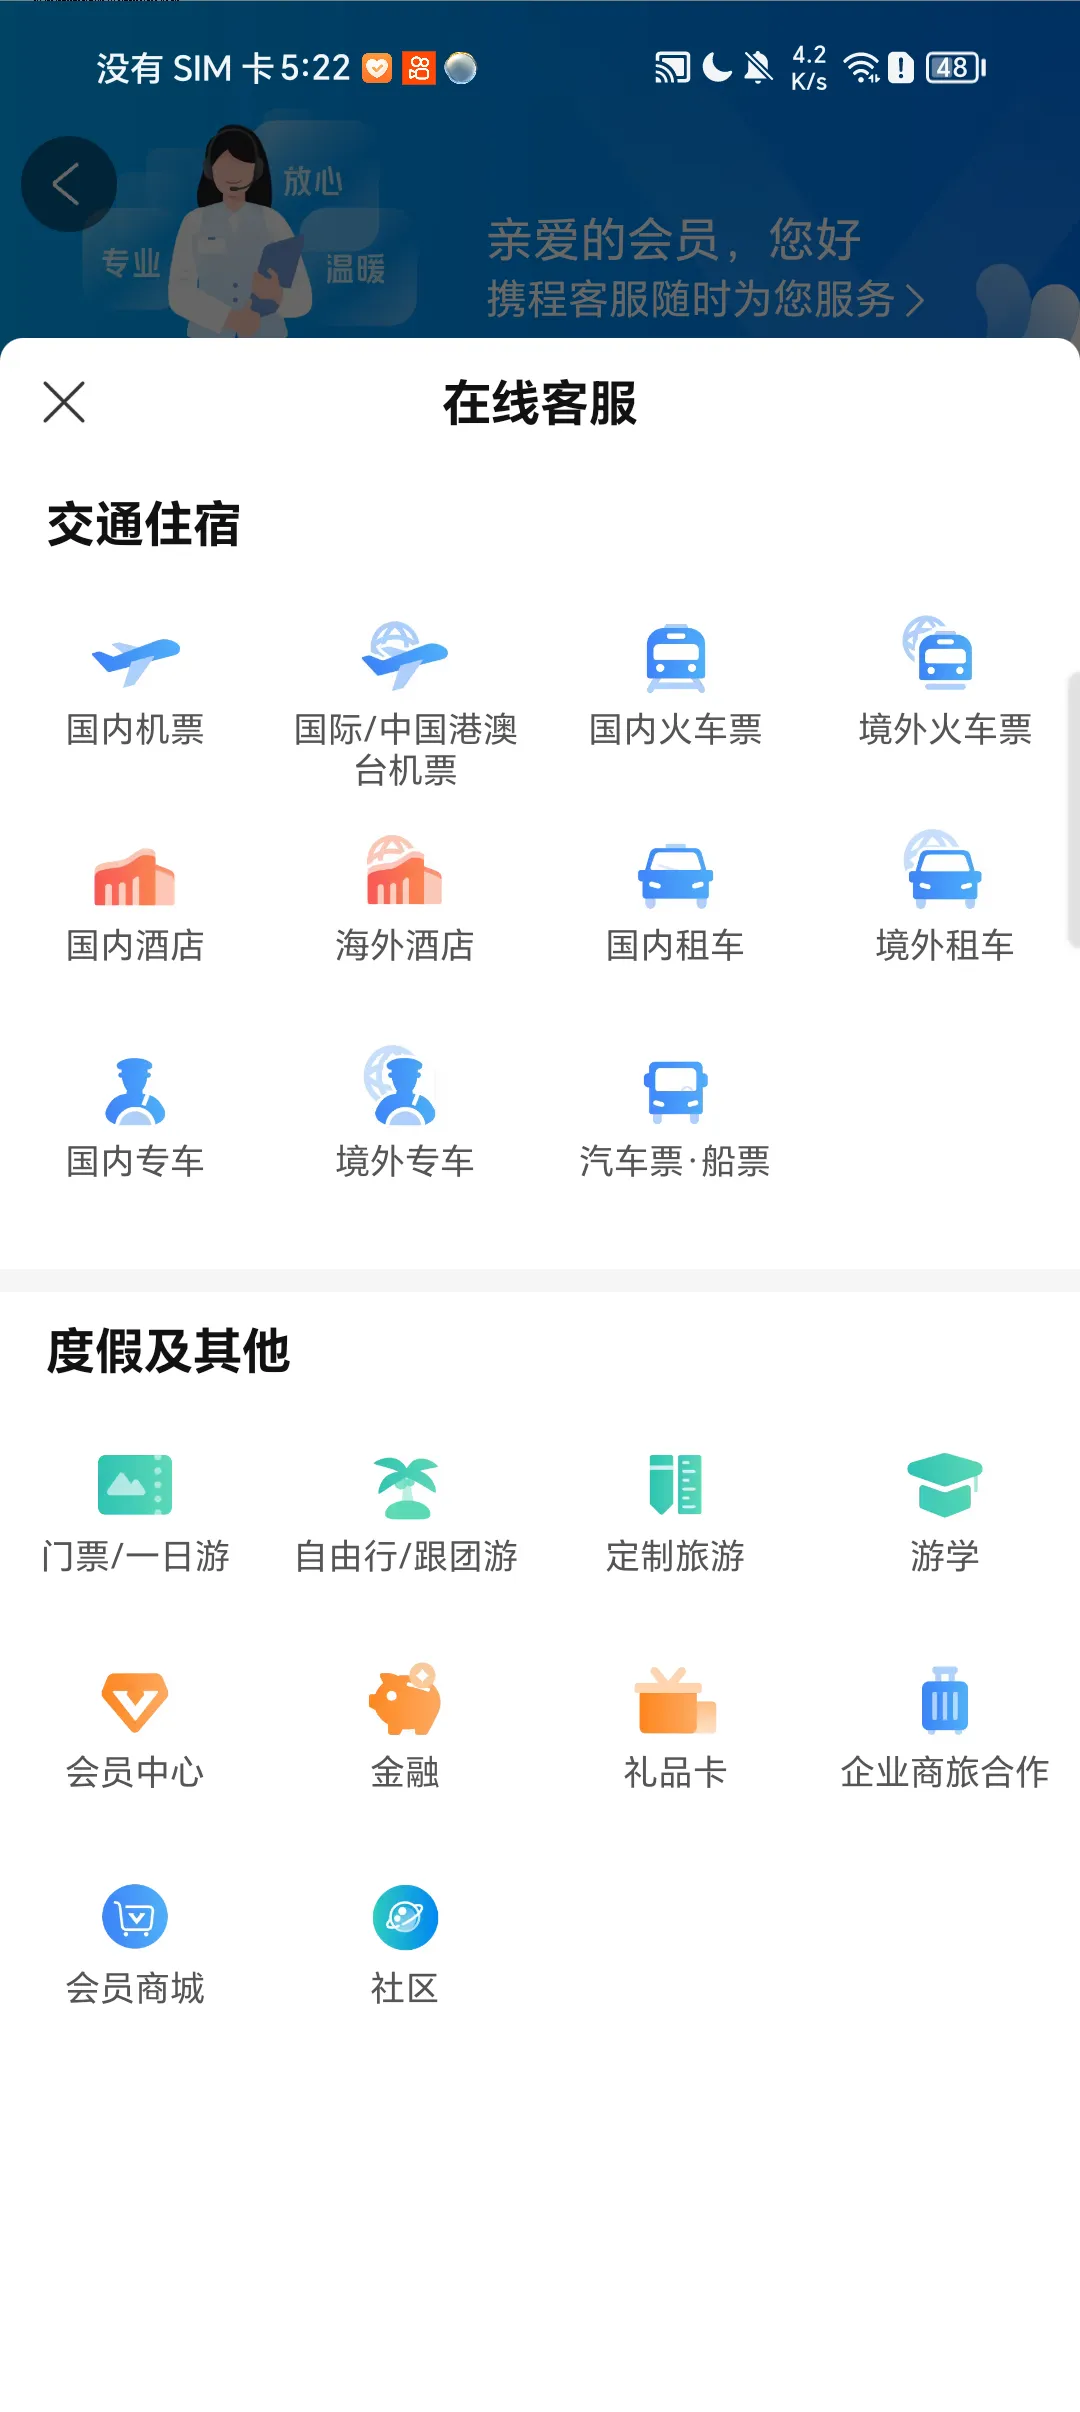 没有 SIM 卡 5:22
4.2 K/s
48
放心
专业
温暖
亲爱的会员，您好
携程客服随时为您服务
在线客服
交通住宿
国内机票
国际/中国港澳
台机票
国内火车票
境外火车票
国内酒店
海外酒店
国内租车
境外租车
国内专车
境外专车
汽车票·船票
度假及其他
门票/一日游
自由行/跟团游
定制旅游
游学
会员中心
金融
礼品卡
企业商旅合作
会员商城
社区